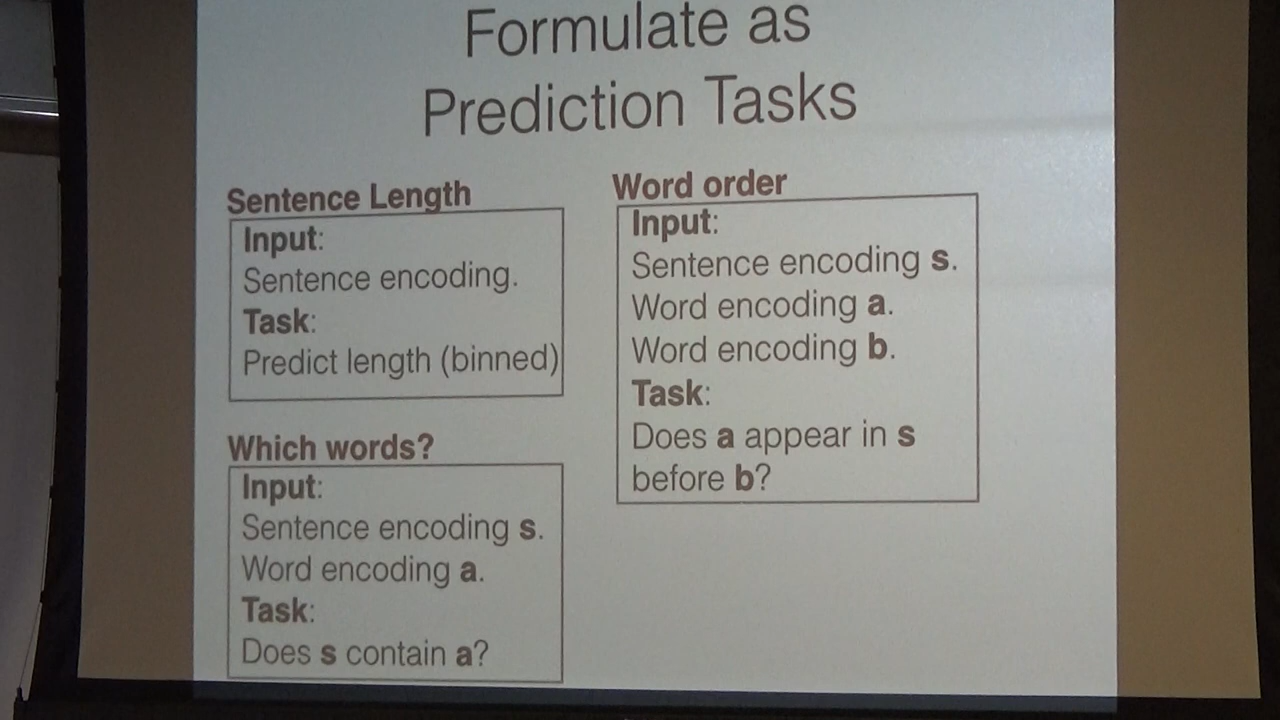 Formulate as
Prediction Tasks
Sentence Length
Input:
Sentence encoding.
Task:
Predict length (binned)
Which words?
Input:
Sentence encoding s.
Word encoding a.
Task:
Does s contain a?
Word order
Input:
Sentence encoding s.
Word encoding a.
Word encoding b.
Task:
Does a appear in s
before b?